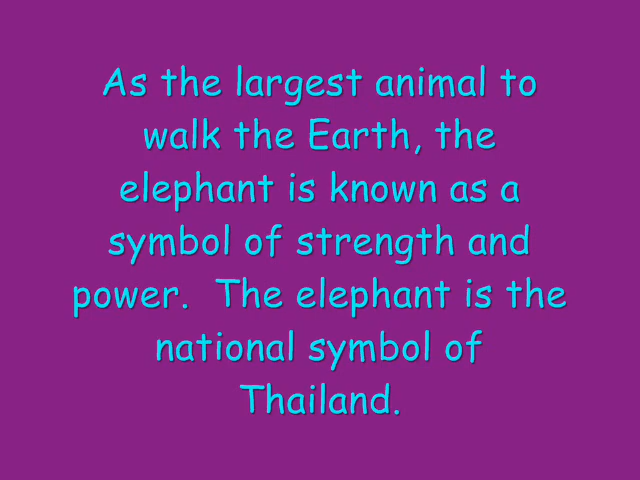 As the largest animal to
walk the Earth, the
elephant is known as a
symbol of strength and
power.  The elephant is the
national symbol of
Thailand.